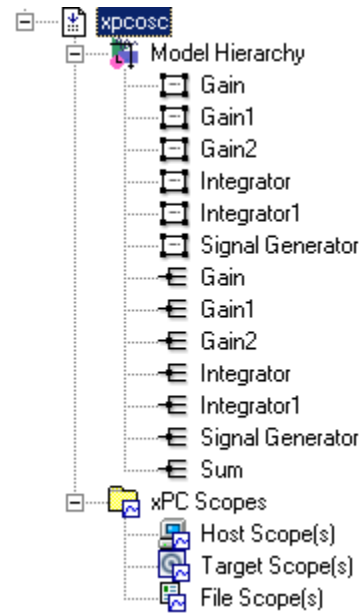 xpcosc
Model Hierarchy
Gain
Gain1
Gain2
Integrator
Integrator1
Signal Generator
Gain
Gain1
Gain2
Integrator
Integrator1
Signal Generator
Sum
xPC Scopes
Host Scope(s)
Target Scope(s)
File Scope(s)